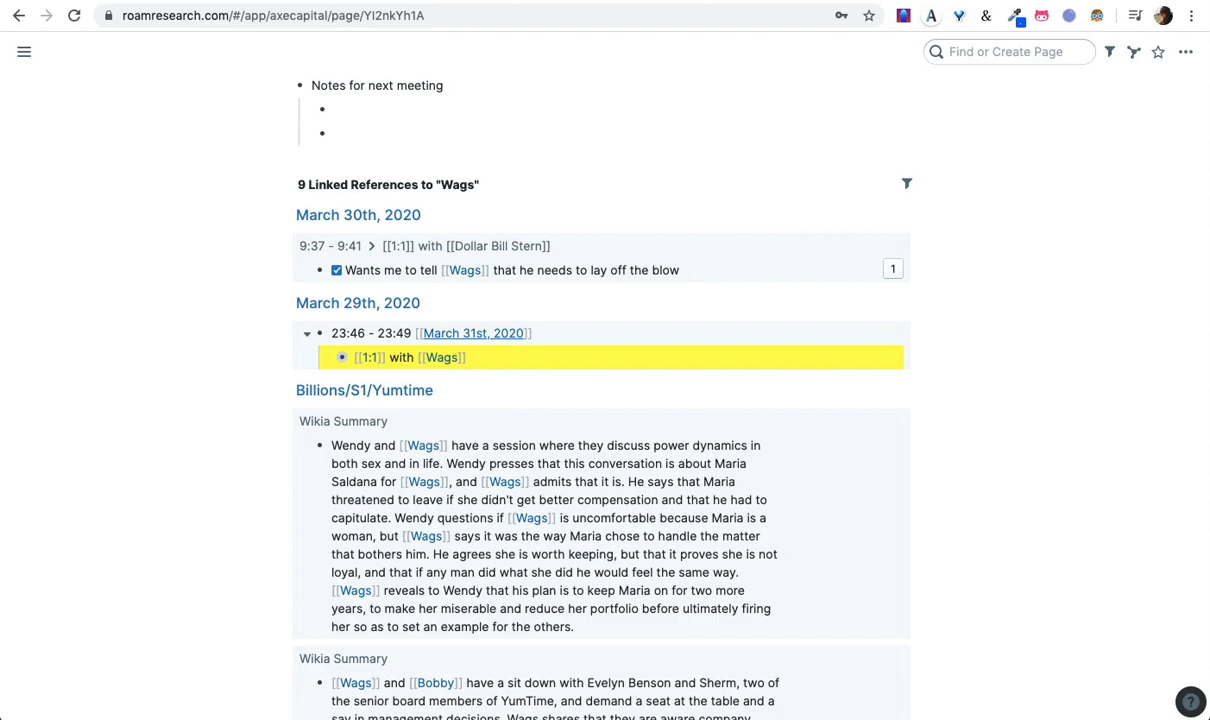 roamresearch.com/#/app/axecapital/page/Yl2nkYh1A
Find or Create Page
Notes for next meeting
9 Linked References to "Wags"
March 30th, 2020
9:37 - 9:41 > [[1:1]] with [[Dollar Bill Stern]]
Wants me to tell [[Wags]] that he needs to lay off the blow
1
March 29th, 2020
23:46 - 23:49 [[March 31st, 2020]]
[[1:1]] with [[Wags]]
Billions/S1/Yumtime
Wikia Summary
Wendy and [[Wags]] have a session where they discuss power dynamics in
both sex and in life. Wendy presses that this conversation is about Maria
Saldana for [[Wags]], and [[Wags]] admits that it is. He says that Maria
threatened to leave if she didn't get better compensation and that he had to
capitulate. Wendy questions if [[Wags]] is uncomfortable because Maria is a
woman, but [[Wags]] says it was the way Maria chose to handle the matter
that bothers him. He agrees she is worth keeping, but that it proves she is not
loyal, and that if any man did what she did he would feel the same way.
[[Wags]] reveals to Wendy that his plan is to keep Maria on for two more
years, to make her miserable and reduce her portfolio before ultimately firing
her so as to set an example for the others.
Wikia Summary
[[Wags]] and [[Bobby]] have a sit down with Evelyn Benson and Sherm, two of
the senior board members of YumTime, and demand a seat at the table and a
say in management decisions. Wags shares that they are aware company